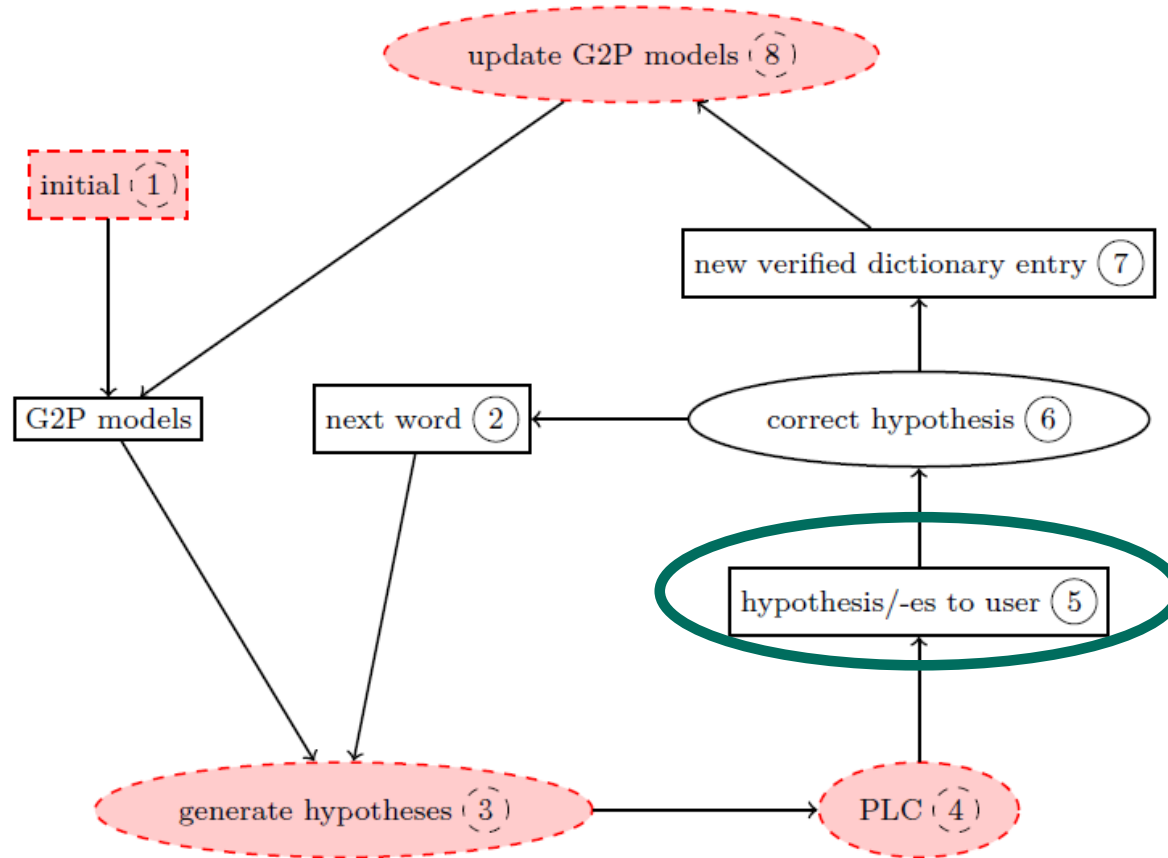 update G2P models 8
initial 1
new verified dictionary entry 7
G2P models
next word 2
correct hypothesis 6
hypothesis/-es to user 5
generate hypotheses 3
PLC 4